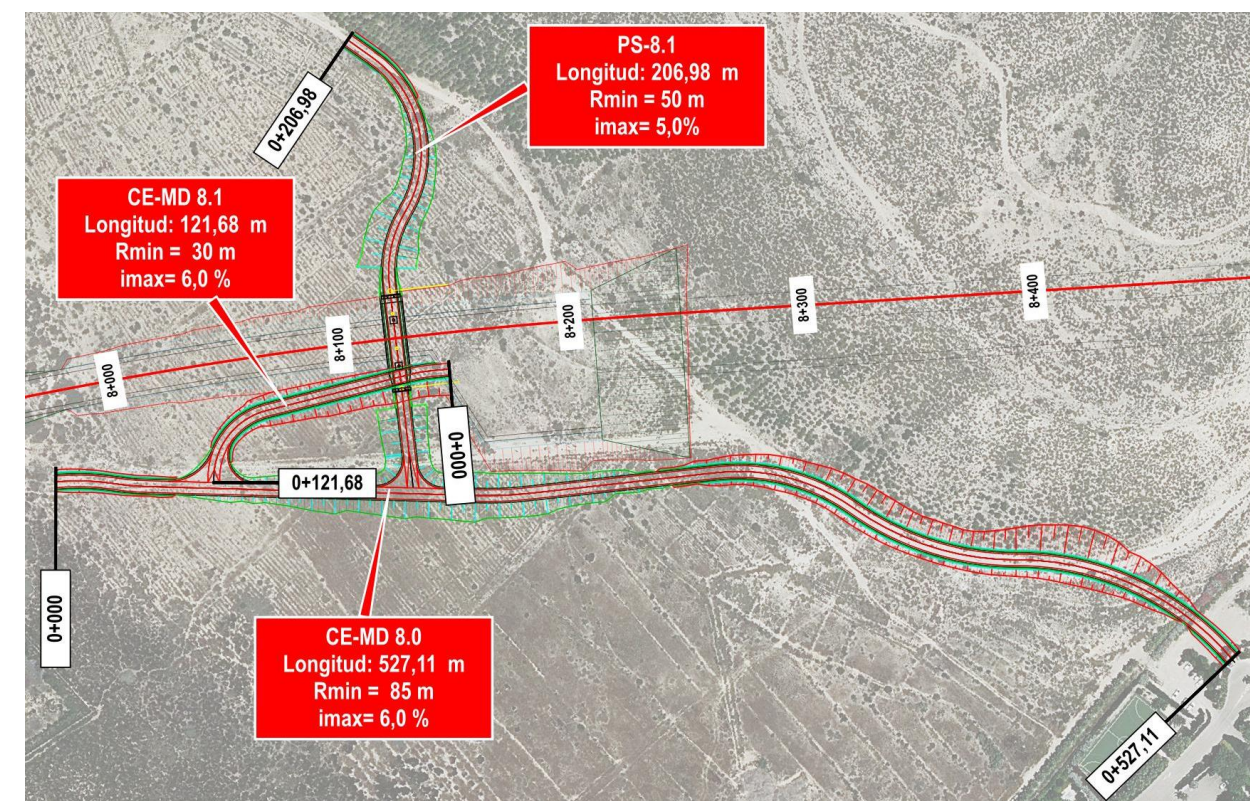 PS-8.1
Longitud: 206,98 m
Rmin = 50 m
imax= 5,0%
0+206,98
CE-MD 8.1
Longitud: 121,68 m
Rmin = 30 m
imax= 6,0 %
8+000
8+100
8+200
8+300
8+400
0+000
0+121,68
0+000
CE-MD 8.0
Longitud: 527,11 m
Rmin = 85 m
imax= 6,0 %
0+527,11